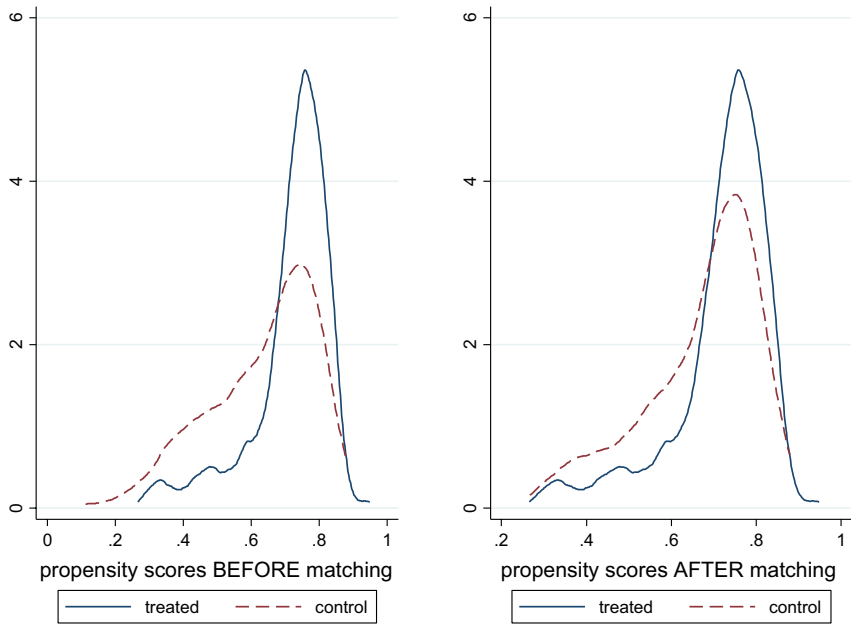 6
4
2
0
0 .2 .4 .6 .8 1
propensity scores BEFORE matching
treated control
6
4
2
0
.2 .4 .6 .8 1
propensity scores AFTER matching
treated control